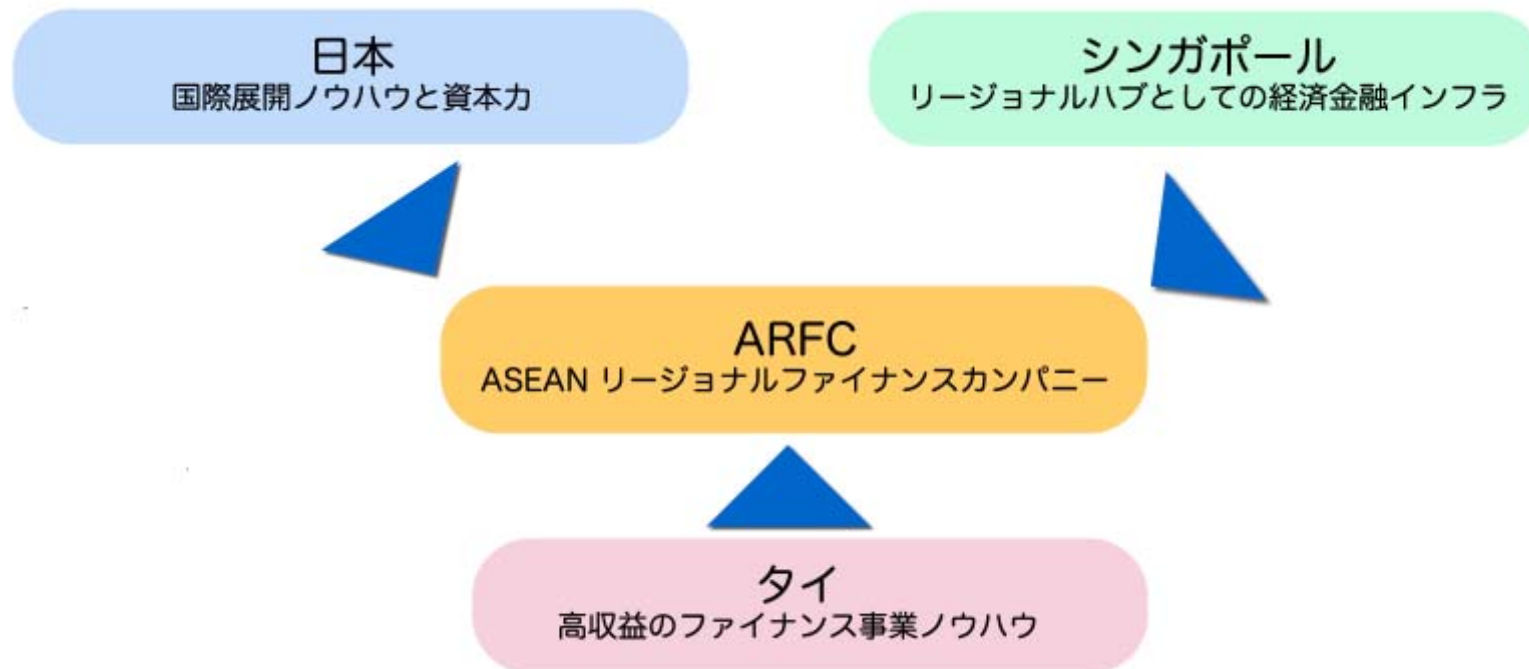 日本
国際展開ノウハウと資本力
シンガポール
リージョナルハブとしての経済金融インフラ
ARFC
ASEAN リージョナルファイナンスカンパニー
タイ
高収益のファイナンス事業ノウハウ